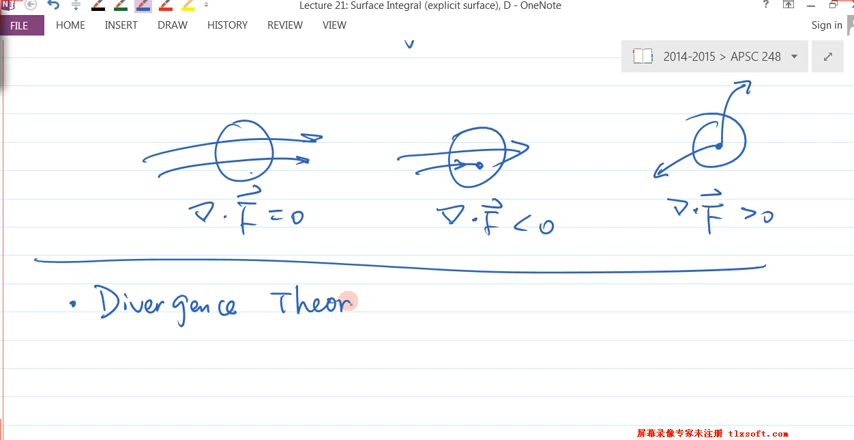 Lecture 21: Surface Integral (explicit surface), D - OneNote
FILE HOME INSERT DRAW HISTORY REVIEW VIEW Sign in
2014-2015 > APSC 248
∇·F⃗ = 0 ∇·F⃗ < 0 ∇·F⃗ > 0
• Divergence Theor
屏幕录像专家未注册 tlxsoft.com